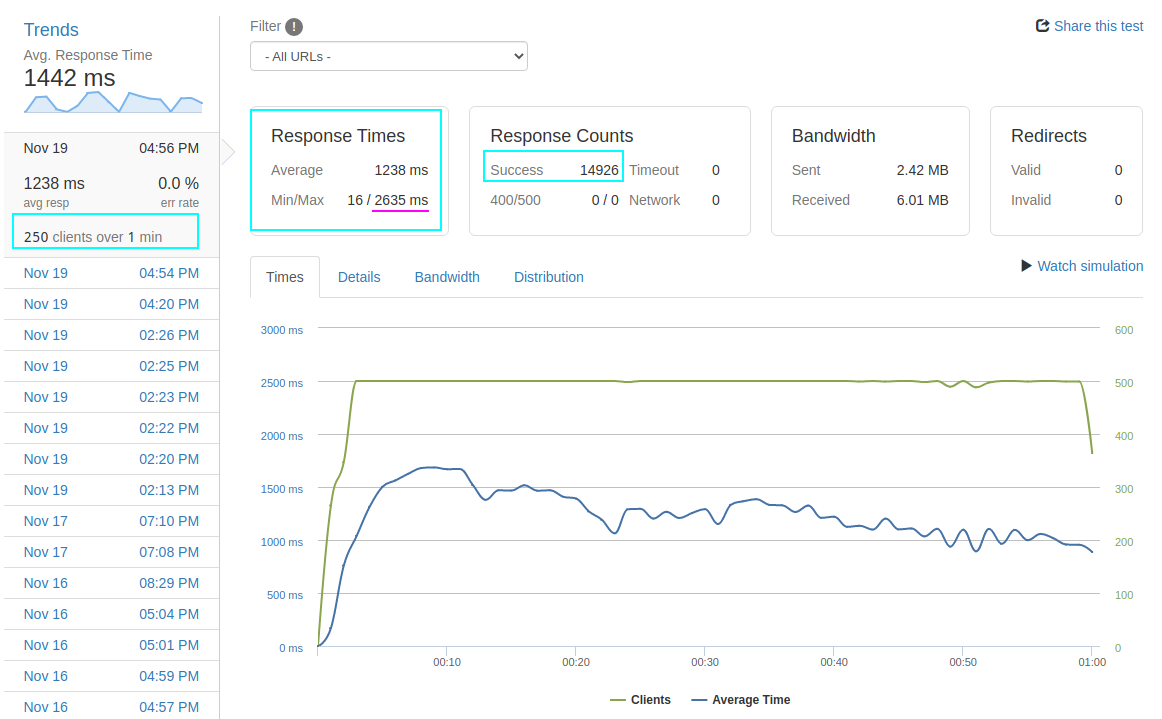 Trends
Avg. Response Time
1442 ms
Nov 19 04:56 PM
1238 ms 0.0 %
avg resp err rate
250 clients over 1 min
Nov 19 04:54 PM
Nov 19 04:20 PM
Nov 19 02:26 PM
Nov 19 02:25 PM
Nov 19 02:23 PM
Nov 19 02:22 PM
Nov 19 02:20 PM
Nov 19 02:13 PM
Nov 17 07:10 PM
Nov 17 07:08 PM
Nov 16 08:29 PM
Nov 16 05:04 PM
Nov 16 05:01 PM
Nov 16 04:59 PM
Nov 16 04:57 PM
Filter !
Share this test
- All URLs -
Response Times
Average 1238 ms
Min/Max 16 / 2635 ms
Response Counts
Success 14926 Timeout 0
400/500 0 / 0 Network 0
Bandwidth
Sent 2.42 MB
Received 6.01 MB
Redirects
Valid 0
Invalid 0
Times Details Bandwidth Distribution
Watch simulation
3000 ms 600
2500 ms 500
2000 ms 400
1500 ms 300
1000 ms 200
500 ms 100
0 ms 0
00:10 00:20 00:30 00:40 00:50 01:00
Clients Average Time